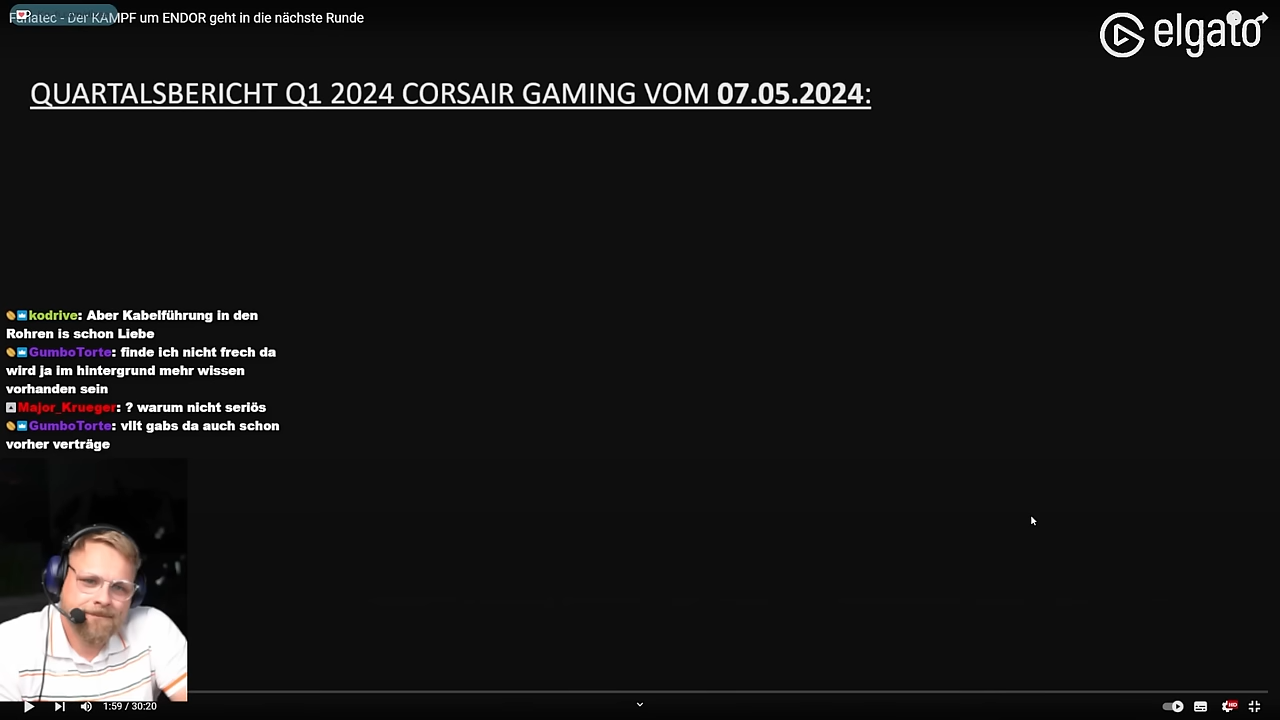 Fanatec - Der KAMPF um ENDOR geht in die nächste Runde
elgato
QUARTALSBERICHT Q1 2024 CORSAIR GAMING VOM 07.05.2024:
kodrive: Aber Kabelführung in den
Rohren is schon Liebe
GumboTorte: finde ich nicht frech da
wird ja im hintergrund mehr wissen
vorhanden sein
Major_Krueger: ? warum nicht seriös
GumboTorte: vllt gabs da auch schon
vorher verträge
1:59 / 30:20
HD